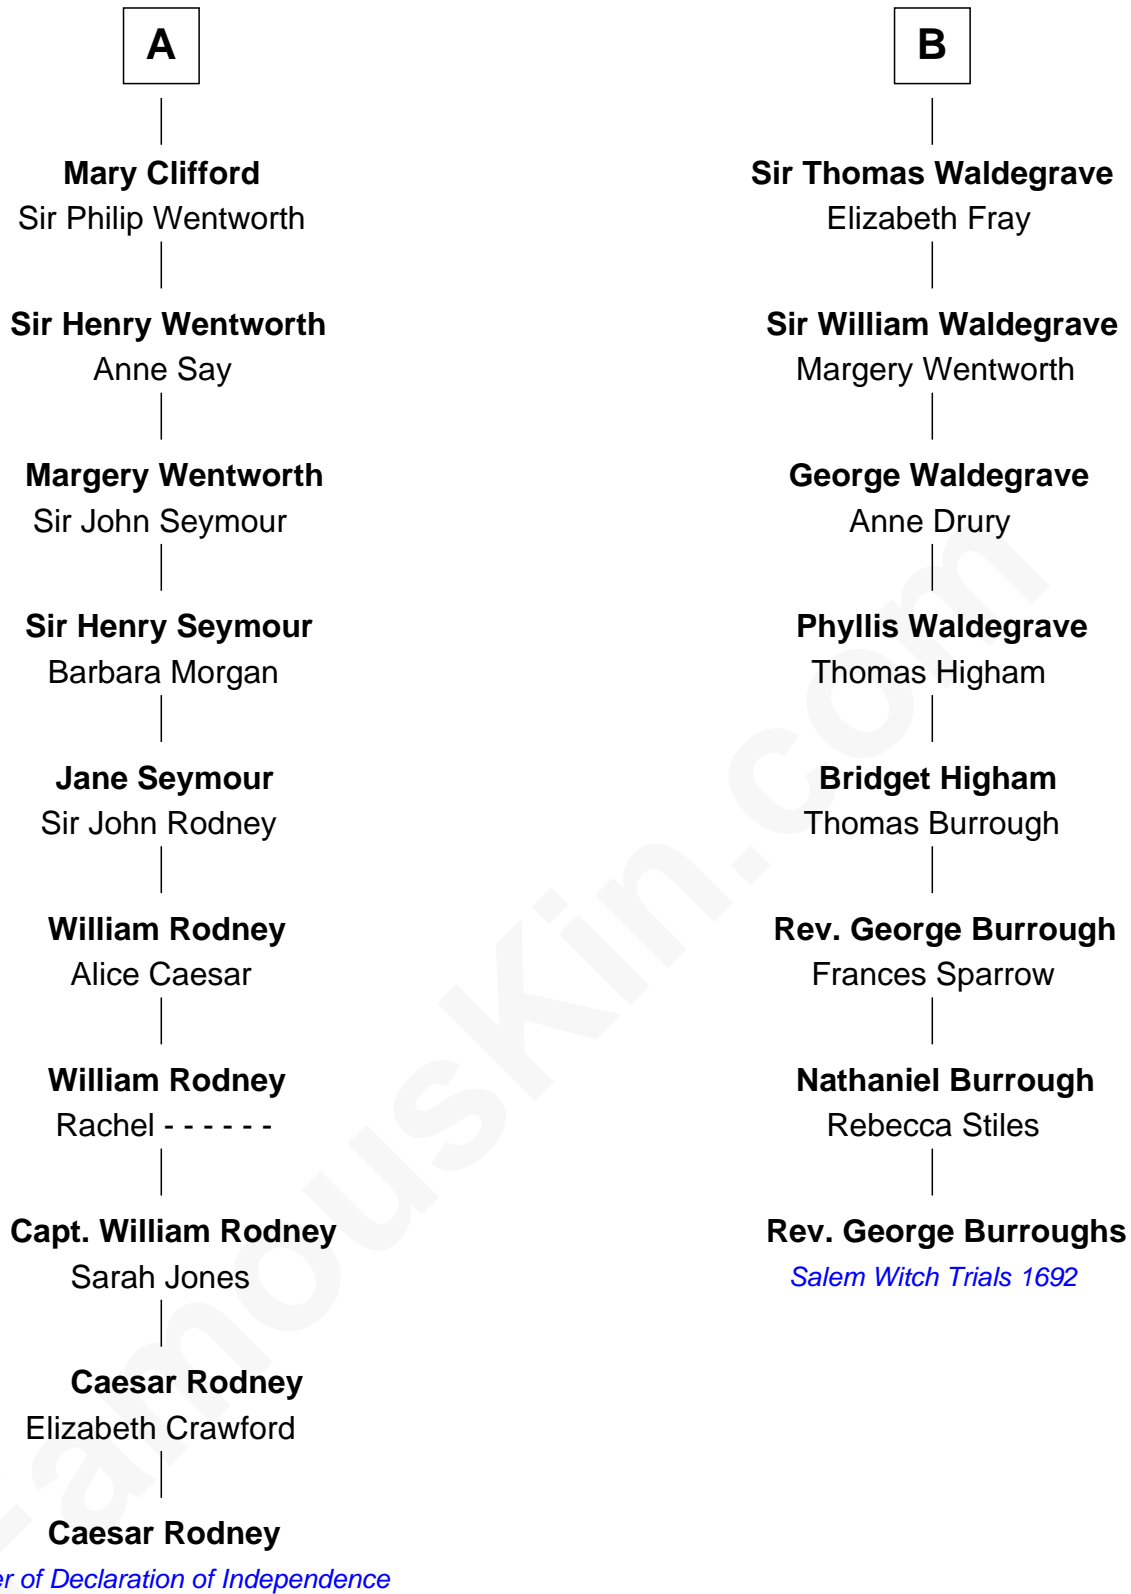 A
Mary Clifford
Sir Philip Wentworth
Sir Henry Wentworth
Anne Say
Margery Wentworth
Sir John Seymour
Sir Henry Seymour
Barbara Morgan
Jane Seymour
Sir John Rodney
William Rodney
Alice Caesar
William Rodney
Rachel - - - - - -
Capt. William Rodney
Sarah Jones
Caesar Rodney
Elizabeth Crawford
Caesar Rodney
er of Declaration of Independence
B
Sir Thomas Waldegrave
Elizabeth Fray
Sir William Waldegrave
Margery Wentworth
George Waldegrave
Anne Drury
Phyllis Waldegrave
Thomas Higham
Bridget Higham
Thomas Burrough
Rev. George Burrough
Frances Sparrow
Nathaniel Burrough
Rebecca Stiles
Rev. George Burroughs
Salem Witch Trials 1692
FamousKin.com